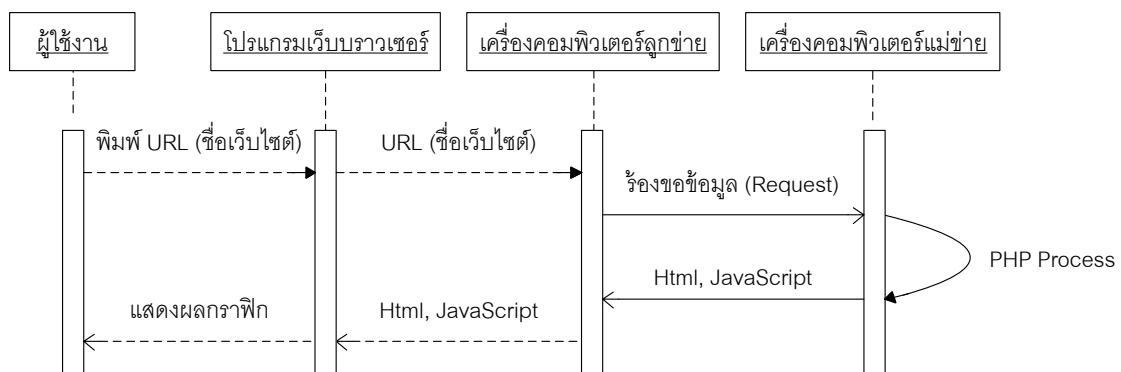 ผู้ใช้งาน
โปรแกรมเว็บบราวเซอร์
เครื่องคอมพิวเตอร์ลูกข่าย
เครื่องคอมพิวเตอร์แม่ข่าย
พิมพ์ URL (ชื่อเว็บไซต์)
URL (ชื่อเว็บไซต์)
ร้องขอข้อมูล (Request)
PHP Process
Html, JavaScript
แสดงผลกราฟิก
Html, JavaScript